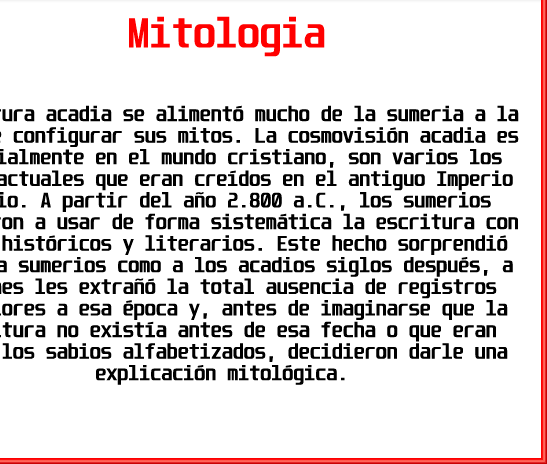 Mitologia
ura acadia se alimentó mucho de la sumeria a la
configurar sus mitos. La cosmovisión acadia es
ialmente en el mundo cristiano, son varios los
actuales que eran creídos en el antiguo Imperio
io. A partir del año 2.800 a.C., los sumerios
on a usar de forma sistemática la escritura con
históricos y literarios. Este hecho sorprendió
a sumerios como a los acadios siglos después, a
nes les extrañó la total ausencia de registros
ores a esa época y, antes de imaginarse que la
tura no existía antes de esa fecha o que eran
los sabios alfabetizados, decidieron darle una
explicación mitológica.